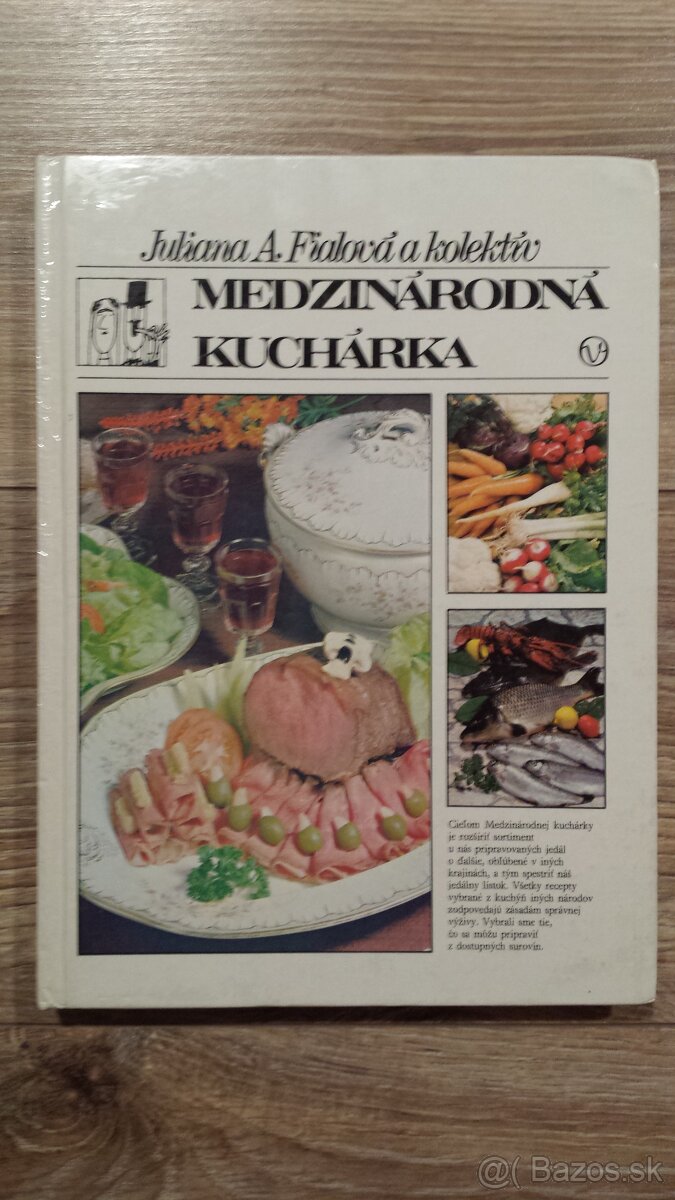 Juliana A. Fialová a kolektív
MEDZINÁRODNÁ
KUCHÁRKA
Cieľom Medzinárodnej kuchárky
je rozšíriť sortiment
u nás pripravovaných jedál
o ďalšie, obľúbené v iných
krajinách, a tým spestriť náš
jedálny lístok. Všetky recepty
vybrané z kuchýň iných národov
zodpovedajú zásadám správnej
výživy. Vybrali sme tie,
čo sa môžu pripraviť
z dostupných surovín.
@( Bazos.sk